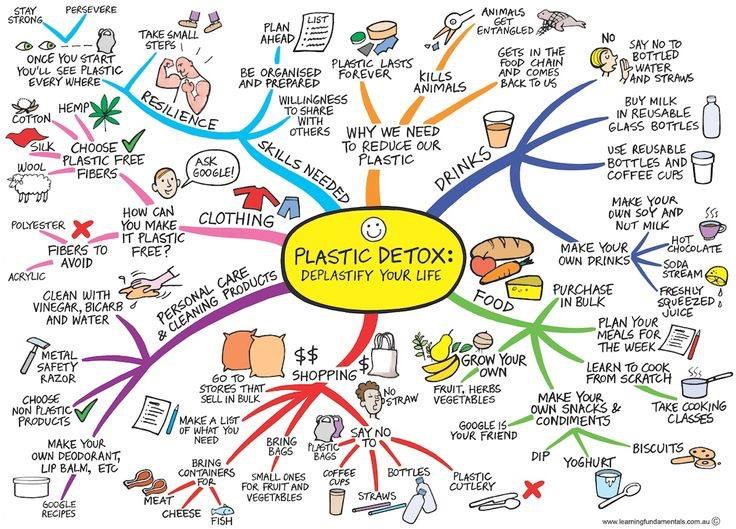 PLASTIC DETOX:
DEPLASTIFY YOUR LIFE
WHY WE NEED
TO REDUCE OUR
PLASTIC
PLASTIC LASTS
FOREVER
KILLS
ANIMALS
ANIMALS
GET
ENTANGLED
GETS IN THE
FOOD CHAIN
AND COMES
BACK TO US
DRINKS
NO
SAY NO TO
BOTTLED
WATER
AND STRAWS
BUY MILK
IN REUSABLE
GLASS BOTTLES
USE REUSABLE
BOTTLES AND
COFFEE CUPS
MAKE YOUR
OWN DRINKS
MAKE YOUR
OWN SOY AND
NUT MILK
HOT
CHOCOLATE
SODA
STREAM
FRESHLY
SQUEEZED
JUICE
FOOD
PURCHASE
IN BULK
PLAN YOUR
MEALS FOR
THE WEEK
LEARN TO COOK
FROM SCRATCH
TAKE COOKING
CLASSES
MAKE YOUR
OWN SNACKS &
CONDIMENTS
GOOGLE IS
YOUR FRIEND
DIP
YOGHURT
BISCUITS
GROW YOUR
OWN
FRUIT, HERBS
VEGETABLES
SHOPPING
$$
GO TO
STORES THAT
SELL IN BULK
MAKE A LIST
OF WHAT YOU
NEED
BRING
CONTAINERS
FOR
MEAT
CHEESE
FISH
BRING
BAGS
SMALL ONES
FOR FRUIT AND
VEGETABLES
SAY NO
TO
NO
STRAW
PLASTIC
BAGS
COFFEE
CUPS
STRAWS
BOTTLES
PLASTIC
CUTLERY
PERSONAL CARE
& CLEANING PRODUCTS
CLEAN WITH
VINEGAR, BICARB
AND WATER
METAL
SAFETY
RAZOR
CHOOSE
NON PLASTIC
PRODUCTS
MAKE YOUR
OWN DEODORANT,
LIP BALM, ETC
GOOGLE
RECIPES
CLOTHING
HOW CAN
YOU MAKE
IT PLASTIC
FREE?
ASK
GOOGLE!
CHOOSE
PLASTIC FREE
FIBERS
HEMP
COTTON
SILK
WOOL
FIBERS TO
AVOID
POLYESTER
ACRYLIC
SKILLS NEEDED
RESILIENCE
STAY
STRONG
PERSEVERE
ONCE YOU START
YOU'LL SEE PLASTIC
EVERY WHERE
TAKE SMALL
STEPS
PLAN
AHEAD
LIST
BE ORGANISED
AND PREPARED
WILLINGNESS
TO SHARE
WITH
OTHERS
www.learningfundamentals.com.au ©